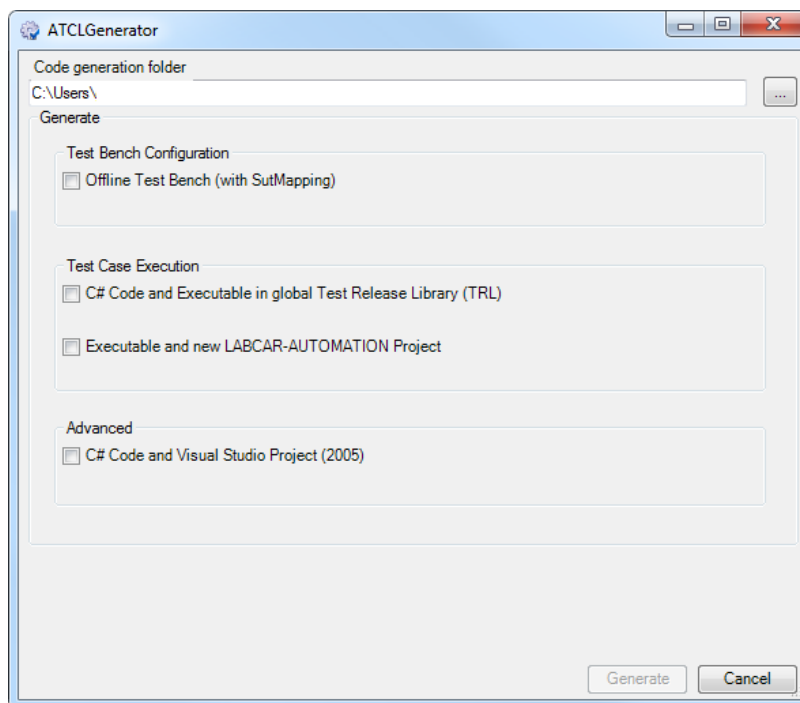 ATCLGenerator
Code generation folder
C:\Users\
...
Generate
Test Bench Configuration
Offline Test Bench (with SutMapping)
Test Case Execution
C# Code and Executable in global Test Release Library (TRL)
Executable and new LABCAR-AUTOMATION Project
Advanced
C# Code and Visual Studio Project (2005)
Generate
Cancel